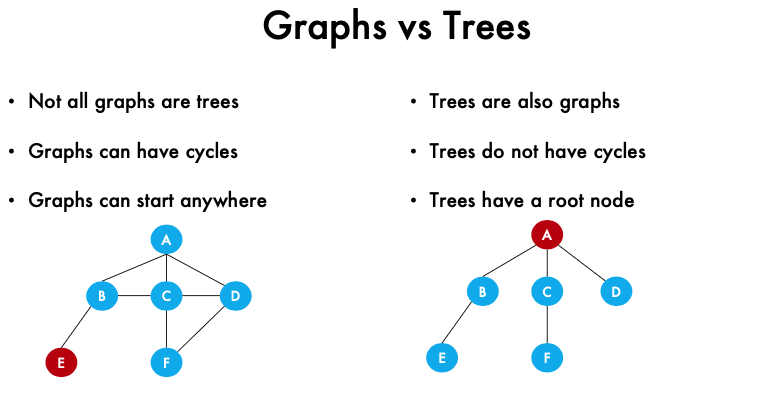 Graphs vs Trees
• Not all graphs are trees
• Graphs can have cycles
• Graphs can start anywhere
A
B C D
E F
• Trees are also graphs
• Trees do not have cycles
• Trees have a root node
A
B C D
E F